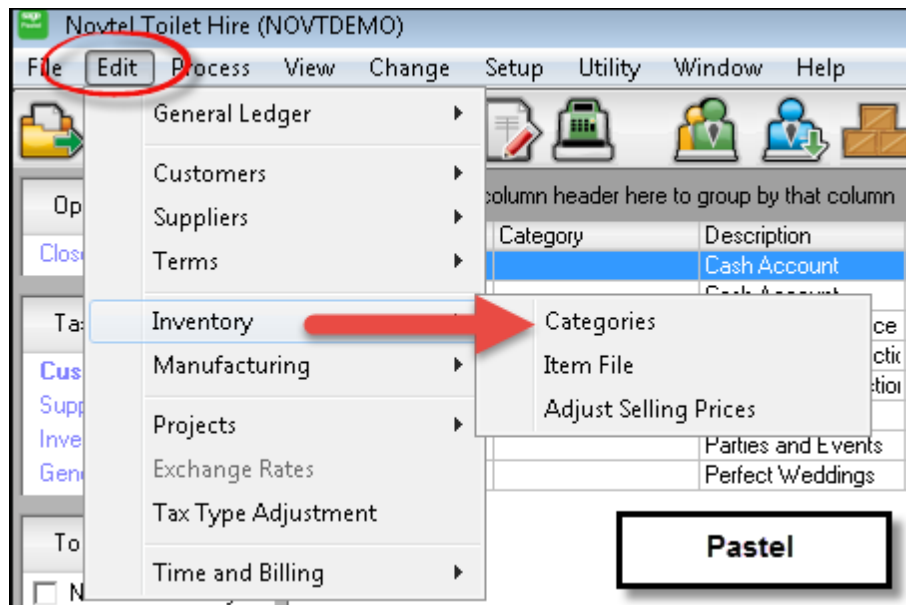 Novtel Toilet Hire (NOVTDEMO)
File Edit Process View Change Setup Utility Window Help
General Ledger
Customers
Suppliers
Terms
Inventory
Manufacturing
Projects
Exchange Rates
Tax Type Adjustment
Time and Billing
Categories
Item File
Adjust Selling Prices
column header here to group by that column
Category Description
Cash Account
Parties and Events
Perfect Weddings
Pastel